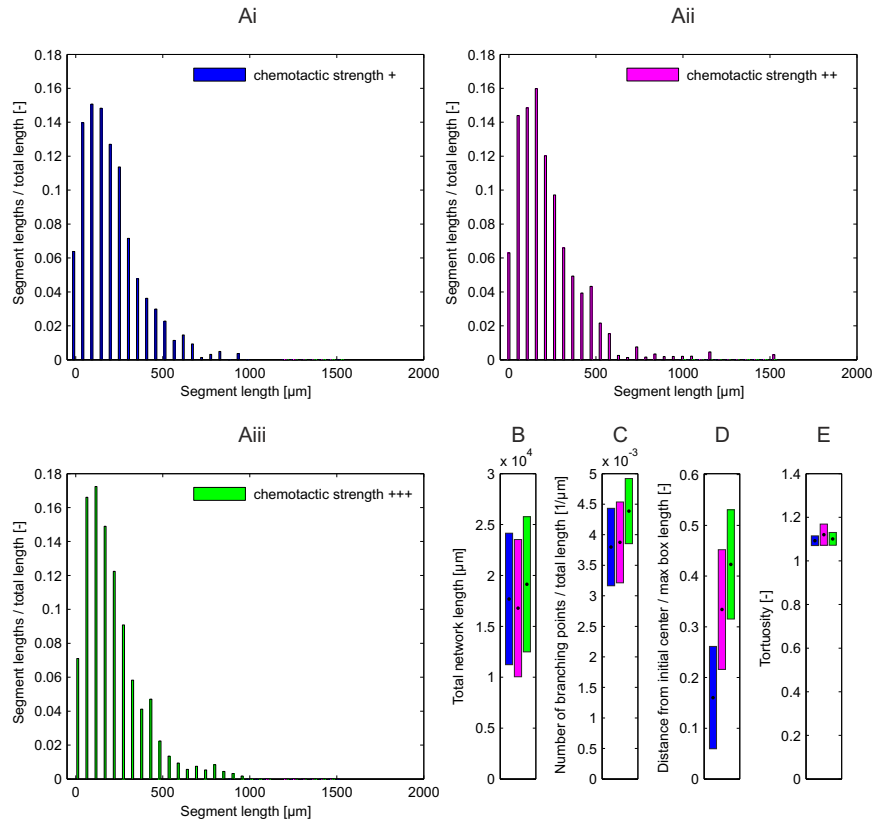 Ai
0.18
0.16
0.14
0.12
0.1
0.08
0.06
0.04
0.02
0
Segment lengths / total length [-]
chemotactic strength +
0 500 1000 1500 2000
Segment length [µm]
Aii
0.18
0.16
0.14
0.12
0.1
0.08
0.06
0.04
0.02
0
Segment lengths / total length [-]
chemotactic strength ++
0 500 1000 1500 2000
Segment length [µm]
Aiii
0.18
0.16
0.14
0.12
0.1
0.08
0.06
0.04
0.02
0
Segment lengths / total length [-]
chemotactic strength +++
0 500 1000 1500 2000
Segment length [µm]
B
x 10^4
3
2.5
2
1.5
1
0.5
0
Total network length [µm]
C
x 10^-3
5
4.5
4
3.5
3
2.5
2
1.5
1
0.5
0
Number of branching points / total length [1/µm]
D
0.6
0.5
0.4
0.3
0.2
0.1
0
Distance from initial center / max box length [-]
E
1.4
1.2
1
0.8
0.6
0.4
0.2
0
Tortuosity [-]